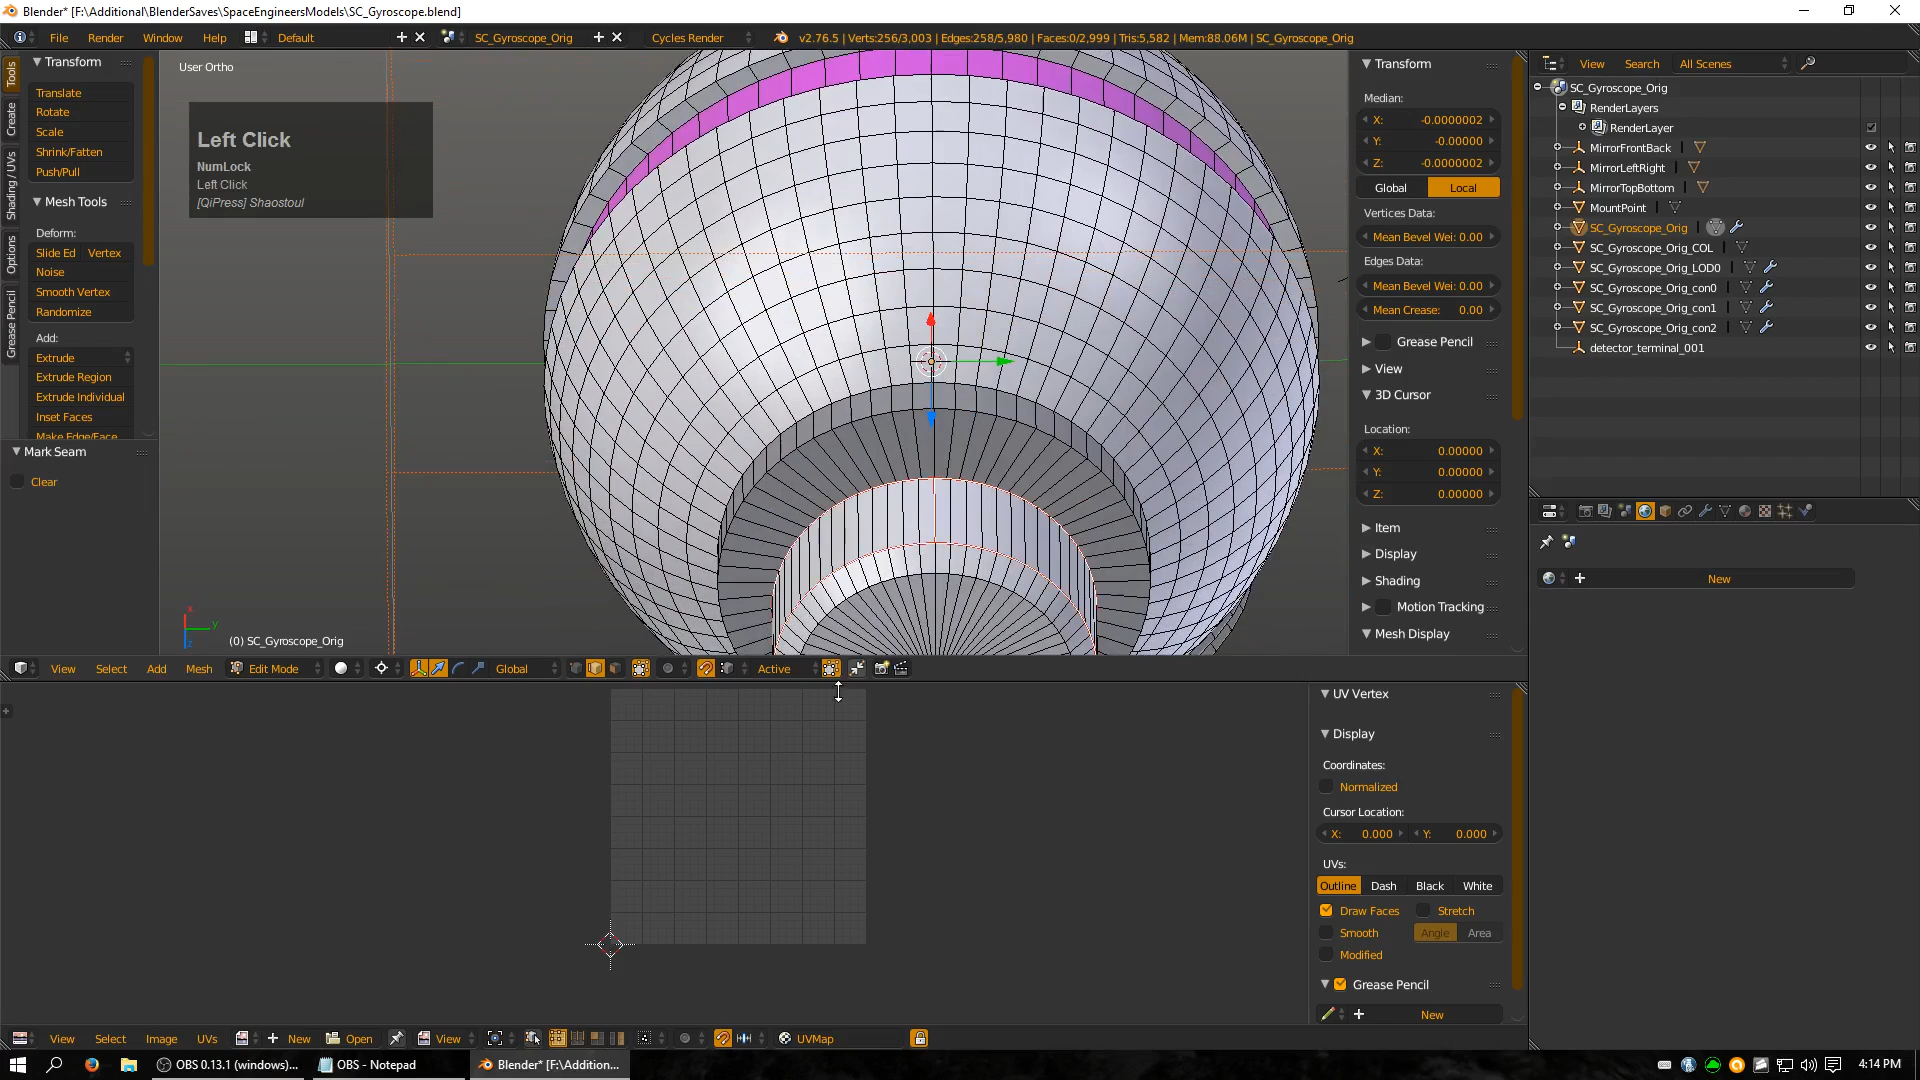 Blender* [F:\Additional\BlenderSaves\SpaceEngineersModels\SC_Gyroscope.blend]
File Render Window Help Default SC_Gyroscope_Orig Cycles Render v2.76.5 | Verts:256/3,003 | Edges:258/5,980 | Faces:0/2,999 | Tris:5,582 | Mem:88.06M | SC_Gyroscope_Orig
Tools
Create
Shading / UVs
Options
Grease Pencil
Transform
Translate
Rotate
Scale
Shrink/Fatten
Push/Pull
Mesh Tools
Deform:
Slide Ed Vertex
Noise
Smooth Vertex
Randomize
Add:
Extrude
Extrude Region
Extrude Individual
Inset Faces
Make Edge/Face
Mark Seam
Clear
User Ortho
Left Click
NumLock
Left Click
[QiPress] Shaostoul
x
y
z
(0) SC_Gyroscope_Orig
Transform
Median:
X: -0.0000002
Y: -0.00000
Z: -0.0000002
Global Local
Vertices Data:
Mean Bevel Wei: 0.00
Edges Data:
Mean Bevel Wei: 0.00
Mean Crease: 0.00
Grease Pencil
View
3D Cursor
Location:
X: 0.00000
Y: 0.00000
Z: 0.00000
Item
Display
Shading
Motion Tracking
Mesh Display
View Search All Scenes
SC_Gyroscope_Orig
RenderLayers
RenderLayer
MirrorFrontBack
MirrorLeftRight
MirrorTopBottom
MountPoint
SC_Gyroscope_Orig
SC_Gyroscope_Orig_COL
SC_Gyroscope_Orig_LOD0
SC_Gyroscope_Orig_con0
SC_Gyroscope_Orig_con1
SC_Gyroscope_Orig_con2
detector_terminal_001
New
View Select Add Mesh Edit Mode Global Active
UV Vertex
Display
Coordinates:
Normalized
Cursor Location:
X: 0.000 Y: 0.000
UVs:
Outline Dash Black White
Draw Faces Stretch
Smooth Angle Area
Modified
Grease Pencil
New
View Select Image UVs New Open View UVMap
OBS 0.13.1 (windows)... OBS - Notepad Blender* [F:\Addition... 4:14 PM